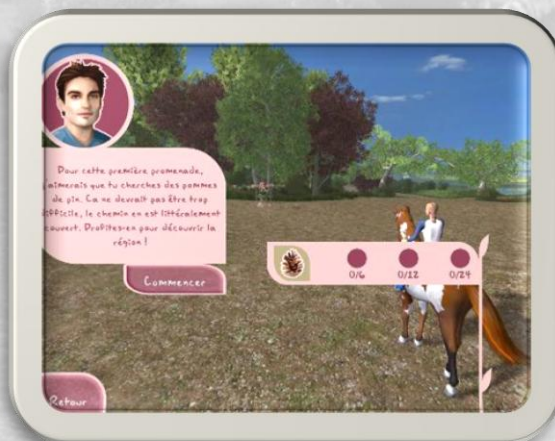 Pour cette première promenade,
j'aimerais que tu cherches des pommes
de pin. Ca ne devrait pas être trop
difficile, le chemin en est littéralement
couvert. Profites-en pour découvrir la
région !
Commencer
0/6 0/12 0/24
Retour